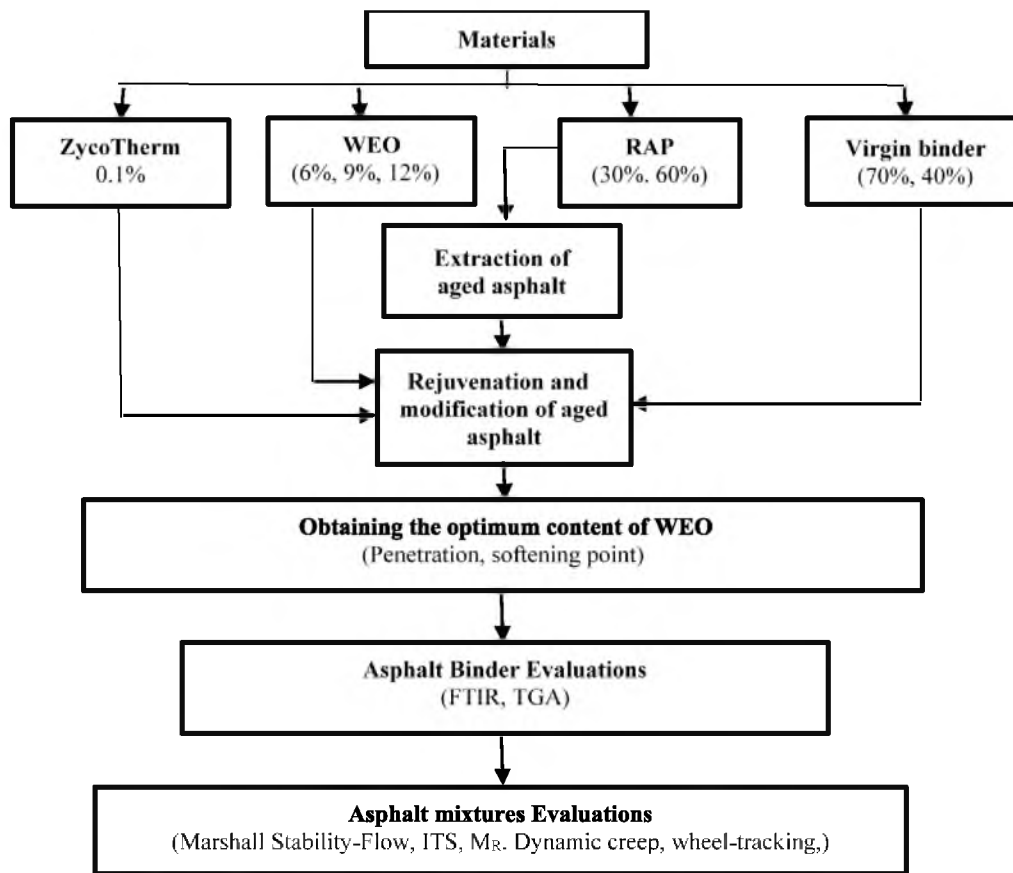 Materials
ZycoTherm
0.1%
WEO
(6%, 9%, 12%)
RAP
(30%. 60%)
Virgin binder
(70%, 40%)
Extraction of
aged asphalt
Rejuvenation and
modification of aged
asphalt
Obtaining the optimum content of WEO
(Penetration, softening point)
Asphalt Binder Evaluations
(FTIR, TGA)
Asphalt mixtures Evaluations
(Marshall Stability-Flow, ITS, MR. Dynamic creep, wheel-tracking,)